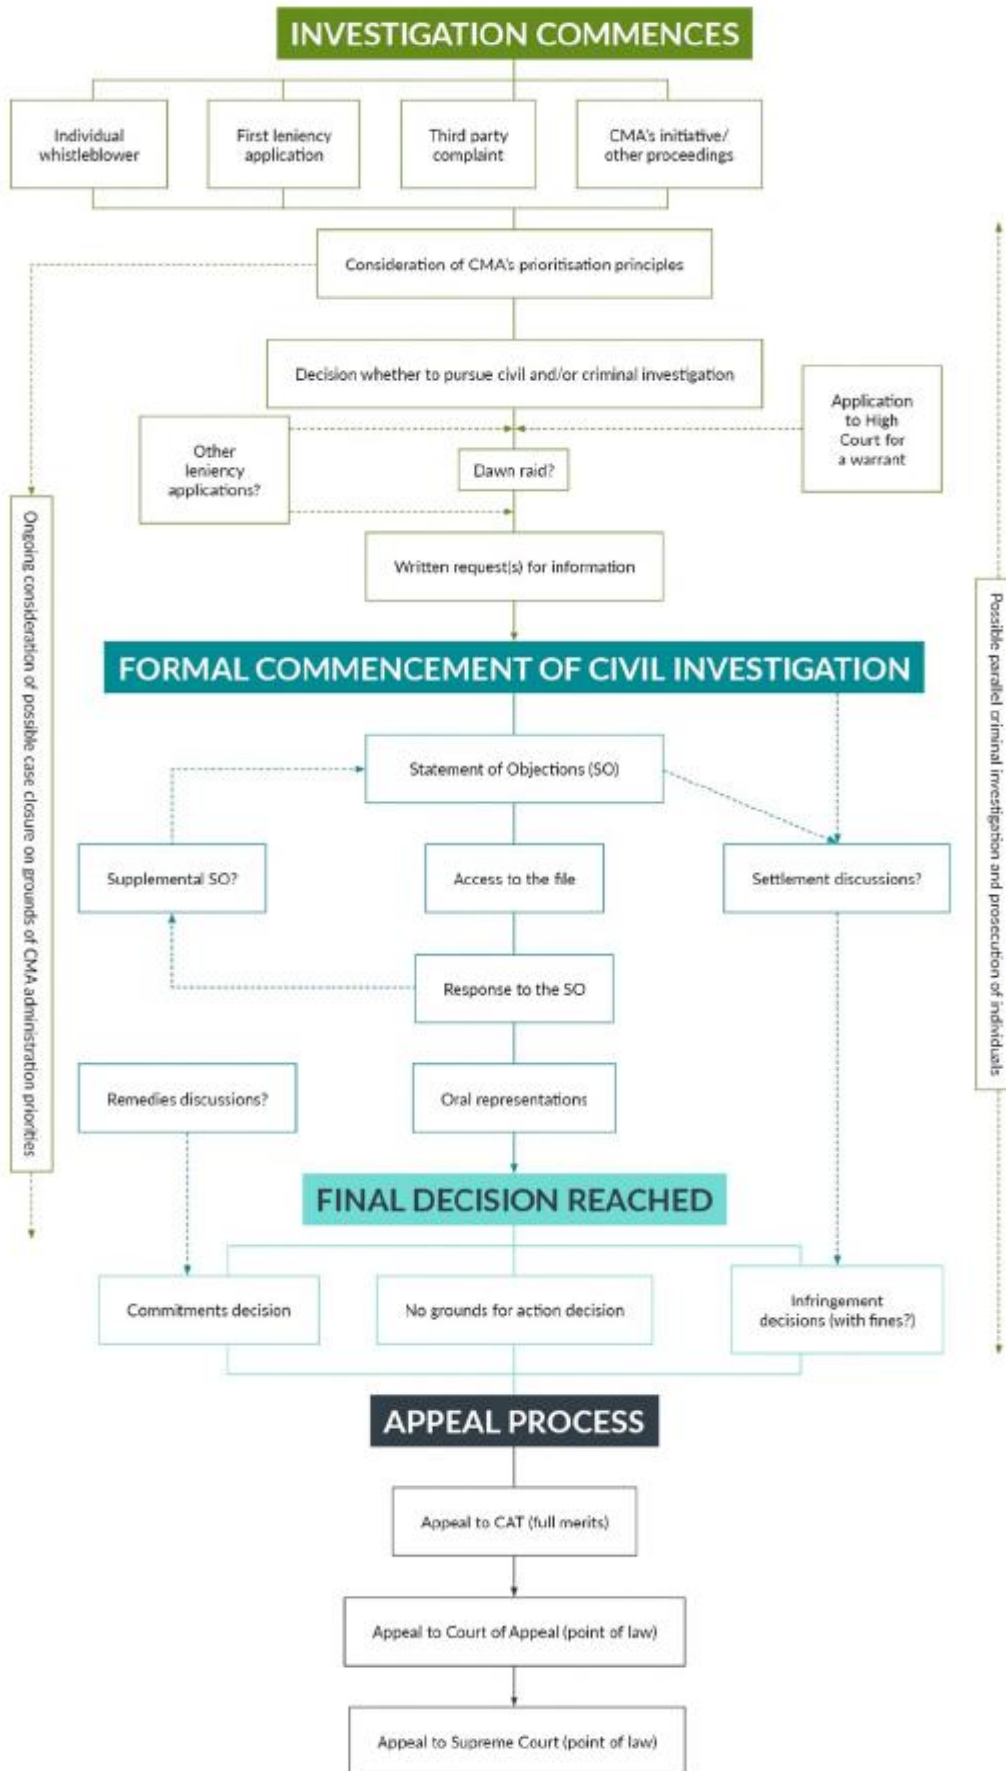 INVESTIGATION COMMENCES
Individual
whistleblower
First leniency
application
Third party
complaint
CMA's initiative/
other proceedings
Consideration of CMA's prioritisation principles
Decision whether to pursue civil and/or criminal investigation
Application
to High
Court for
a warrant
Other
leniency
applications?
Dawn raid?
Written request(s) for information
Ongoing consideration of possible case closure on grounds of CMA administration priorities
Possible parallel criminal investigation and prosecution of individuals
FORMAL COMMENCEMENT OF CIVIL INVESTIGATION
Statement of Objections (SO)
Supplemental SO?
Access to the file
Settlement discussions?
Response to the SO
Remedies discussions?
Oral representations
FINAL DECISION REACHED
Commitments decision
No grounds for action decision
Infringement
decisions (with fines?)
APPEAL PROCESS
Appeal to CAT (full merits)
Appeal to Court of Appeal (point of law)
Appeal to Supreme Court (point of law)